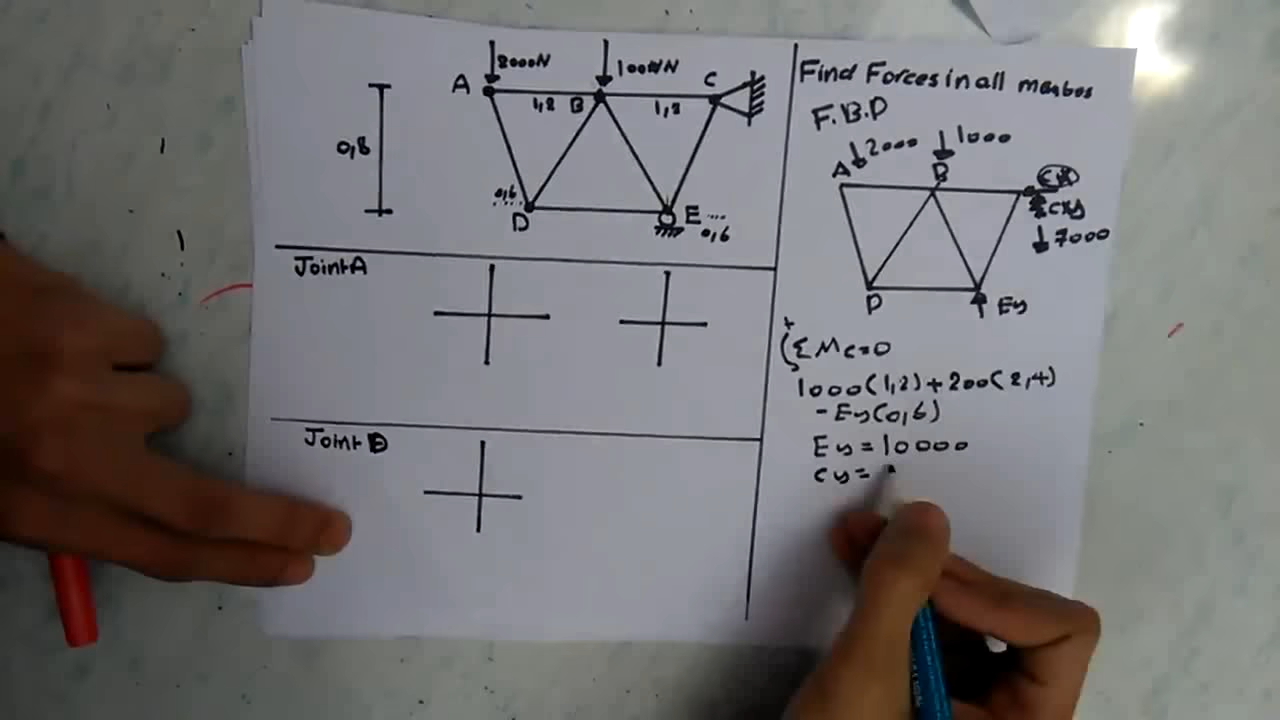 2000N
1000N
A
1,2
B
1,2
C
0,8
0,6
D
E
0,6
Joint A
Joint D
Find Forces in all members
F.B.D
2000
1000
A
B
7000
D
Ey
+
ΣMc=0
1000(1,2)+200(2,4)
-Ey(0,6)
Ey=10000
Cy=